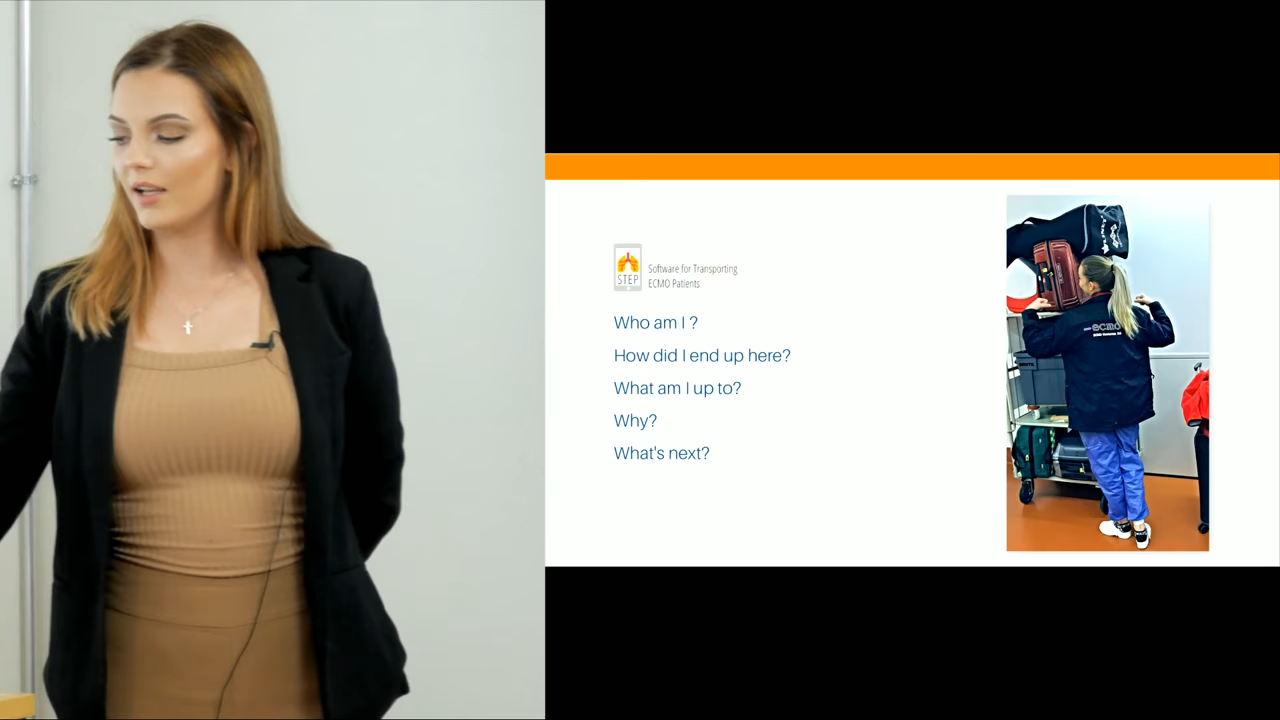 STEP
Software for Transporting
ECMO Patients
Who am I ?
How did I end up here?
What am I up to?
Why?
What's next?
ecmo